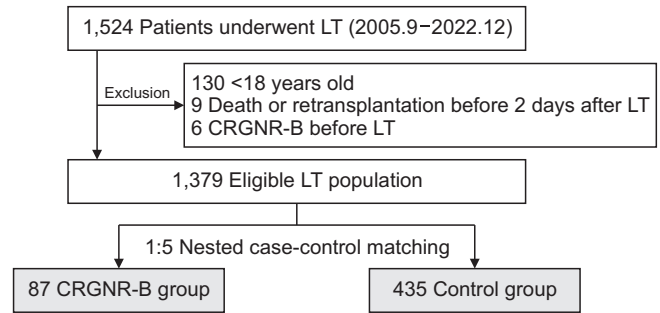 1,524 Patients underwent LT (2005.9−2022.12)
Exclusion
130 <18 years old
9 Death or retransplantation before 2 days after LT
6 CRGNR-B before LT
1,379 Eligible LT population
1:5 Nested case-control matching
87 CRGNR-B group
435 Control group